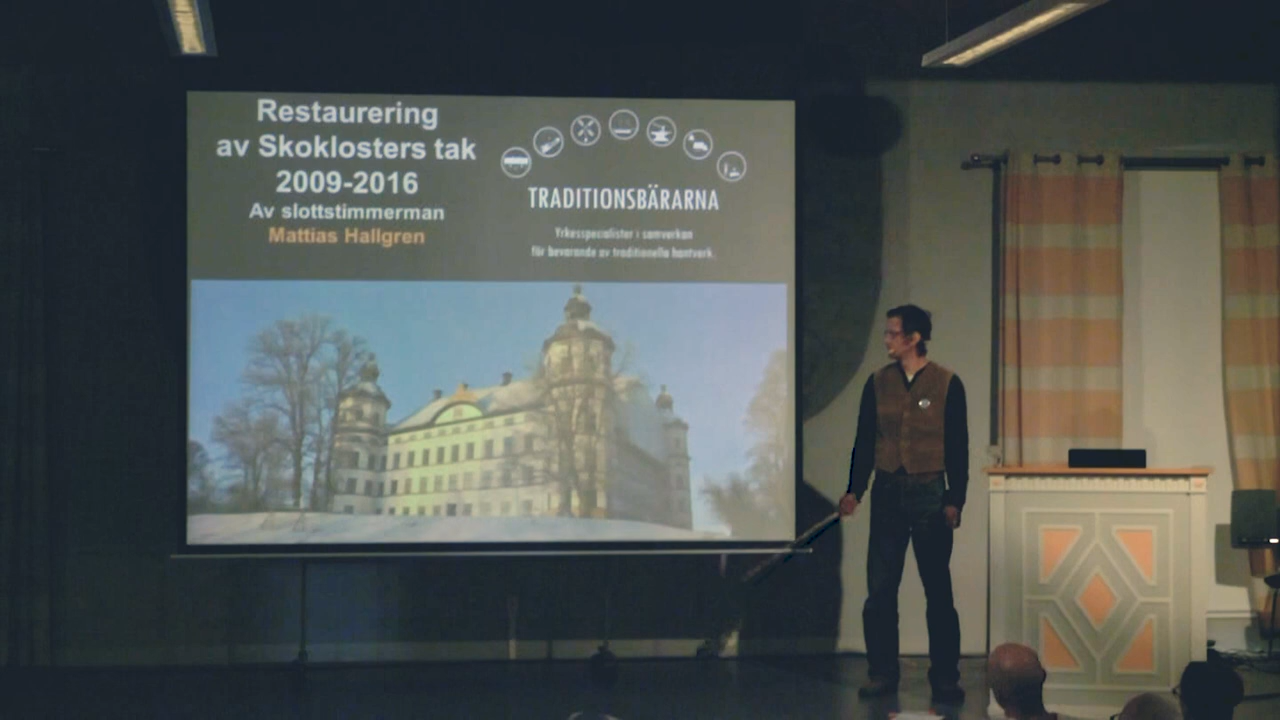 Restaurering
av Skoklosters tak
2009-2016
Av slottstimmerman
Mattias Hallgren
TRADITIONSBÄRARNA
Yrkesspecialister i samverkan
för bevarande av traditionella hantverk.